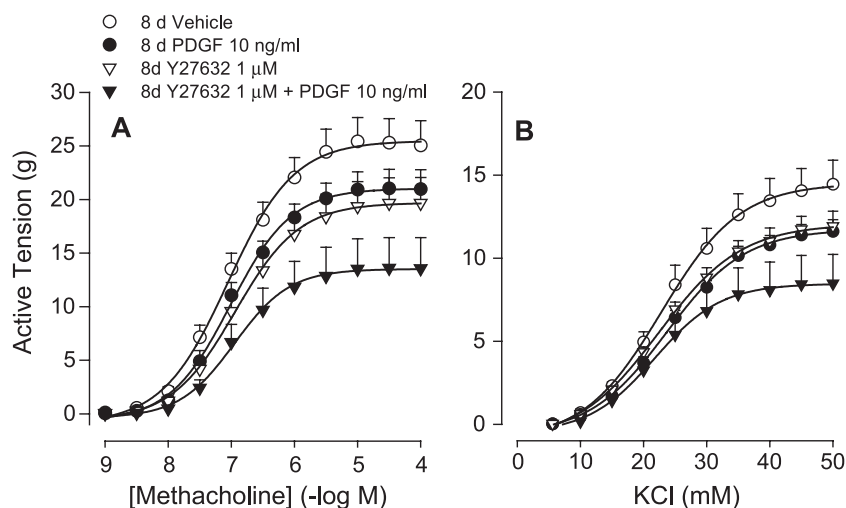 8 d Vehicle
8 d PDGF 10 ng/ml
8d Y27632 1 μM
8d Y27632 1 μM + PDGF 10 ng/ml
A
Active Tension (g)
30
25
20
15
10
5
0
9 8 7 6 5 4
[Methacholine] (-log M)
B
20
15
10
5
0
0 10 20 30 40 50
KCl (mM)